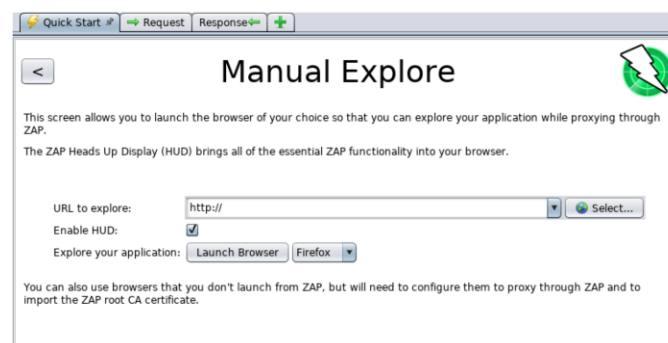 Quick Start Request Response
<
Manual Explore
This screen allows you to launch the browser of your choice so that you can explore your application while proxying through
ZAP.
The ZAP Heads Up Display (HUD) brings all of the essential ZAP functionality into your browser.
URL to explore: http:// Select...
Enable HUD:
Explore your application: Launch Browser Firefox
You can also use browsers that you don't launch from ZAP, but will need to configure them to proxy through ZAP and to
import the ZAP root CA certificate.